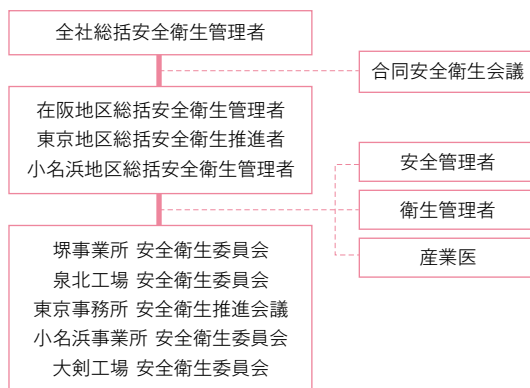 全社総括安全衛生管理者
合同安全衛生会議
在阪地区総括安全衛生管理者
東京地区総括安全衛生推進者
小名浜地区総括安全衛生管理者
安全管理者
衛生管理者
産業医
堺事業所 安全衛生委員会
泉北工場 安全衛生委員会
東京事務所 安全衛生推進会議
小名浜事業所 安全衛生委員会
大剣工場 安全衛生委員会